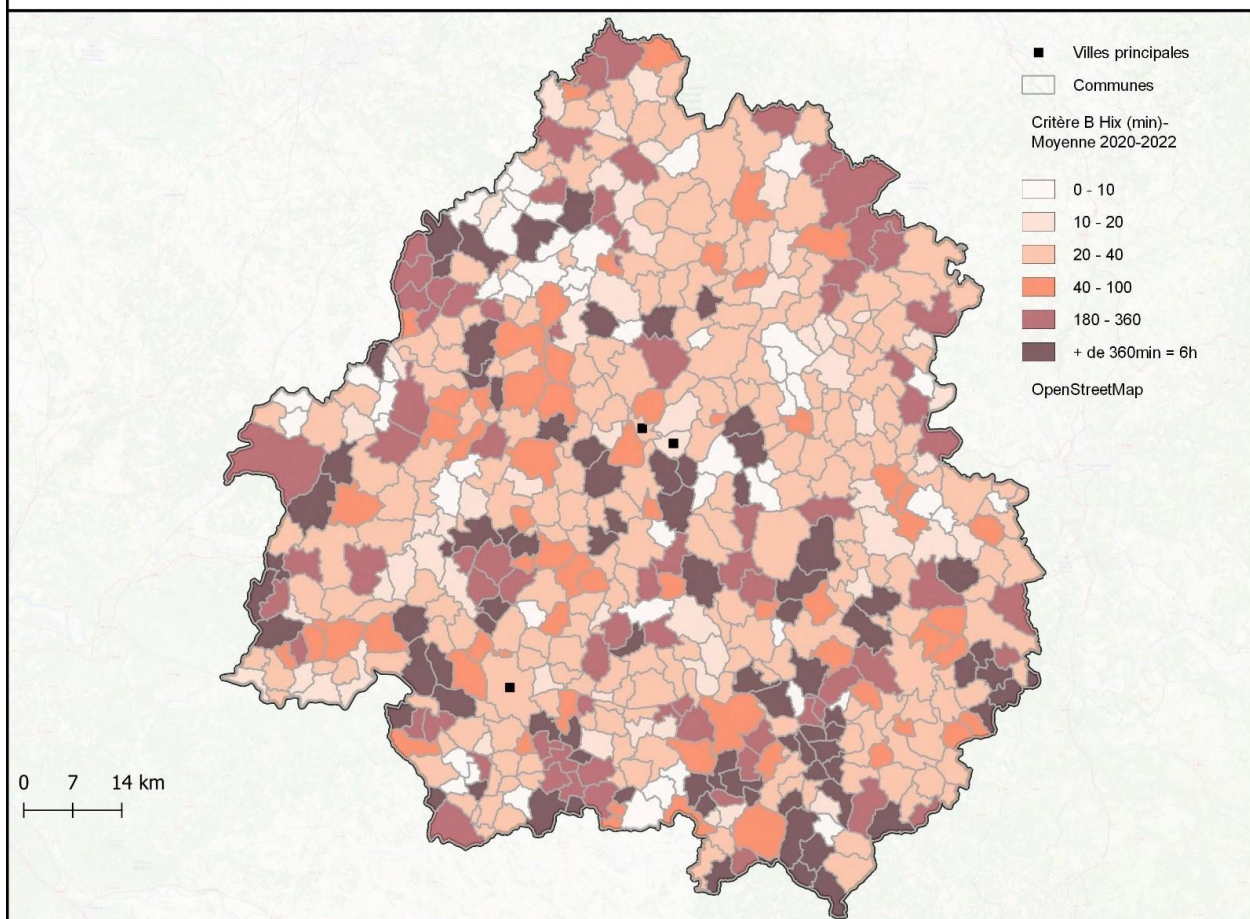 Villes principales
Communes
Critère B Hix (min)-
Moyenne 2020-2022
0 - 10
10 - 20
20 - 40
40 - 100
180 - 360
+ de 360min = 6h
OpenStreetMap
0 7 14 km